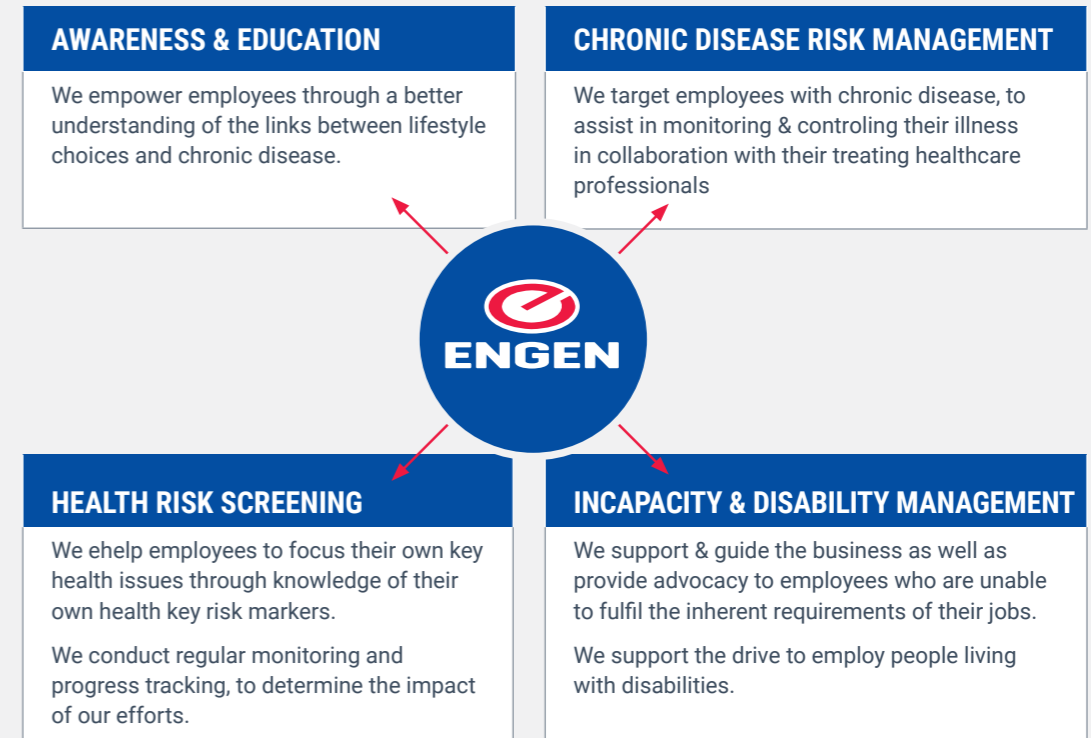 AWARENESS & EDUCATION
We empower employees through a better
understanding of the links between lifestyle
choices and chronic disease.
CHRONIC DISEASE RISK MANAGEMENT
We target employees with chronic disease, to
assist in monitoring & controling their illness
in collaboration with their treating healthcare
professionals
ENGEN
HEALTH RISK SCREENING
We ehelp employees to focus their own key
health issues through knowledge of their
own health key risk markers.
We conduct regular monitoring and
progress tracking, to determine the impact
of our efforts.
INCAPACITY & DISABILITY MANAGEMENT
We support & guide the business as well as
provide advocacy to employees who are unable
to fulfil the inherent requirements of their jobs.
We support the drive to employ people living
with disabilities.